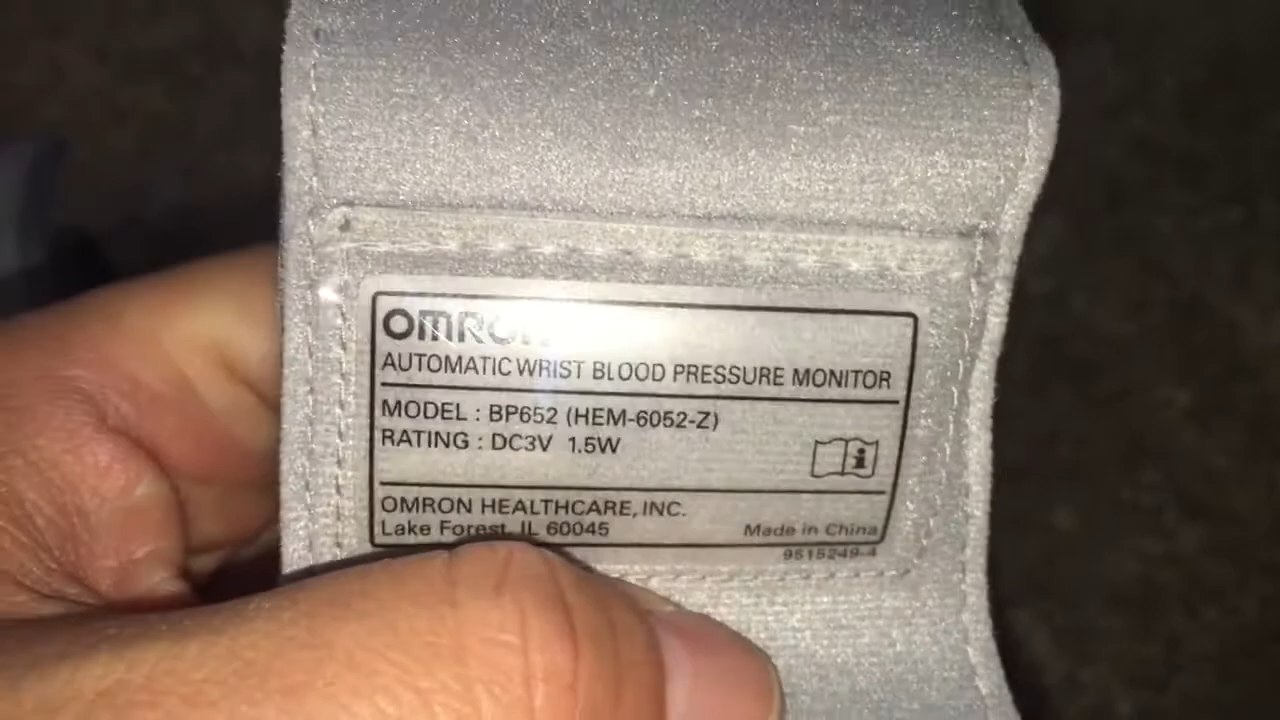 OMRON
AUTOMATIC WRIST BLOOD PRESSURE MONITOR
MODEL : BP652 (HEM-6052-Z)
RATING : DC3V 1.5W
OMRON HEALTHCARE, INC.
Lake Forest, IL 60045
Made in China
9515249-4